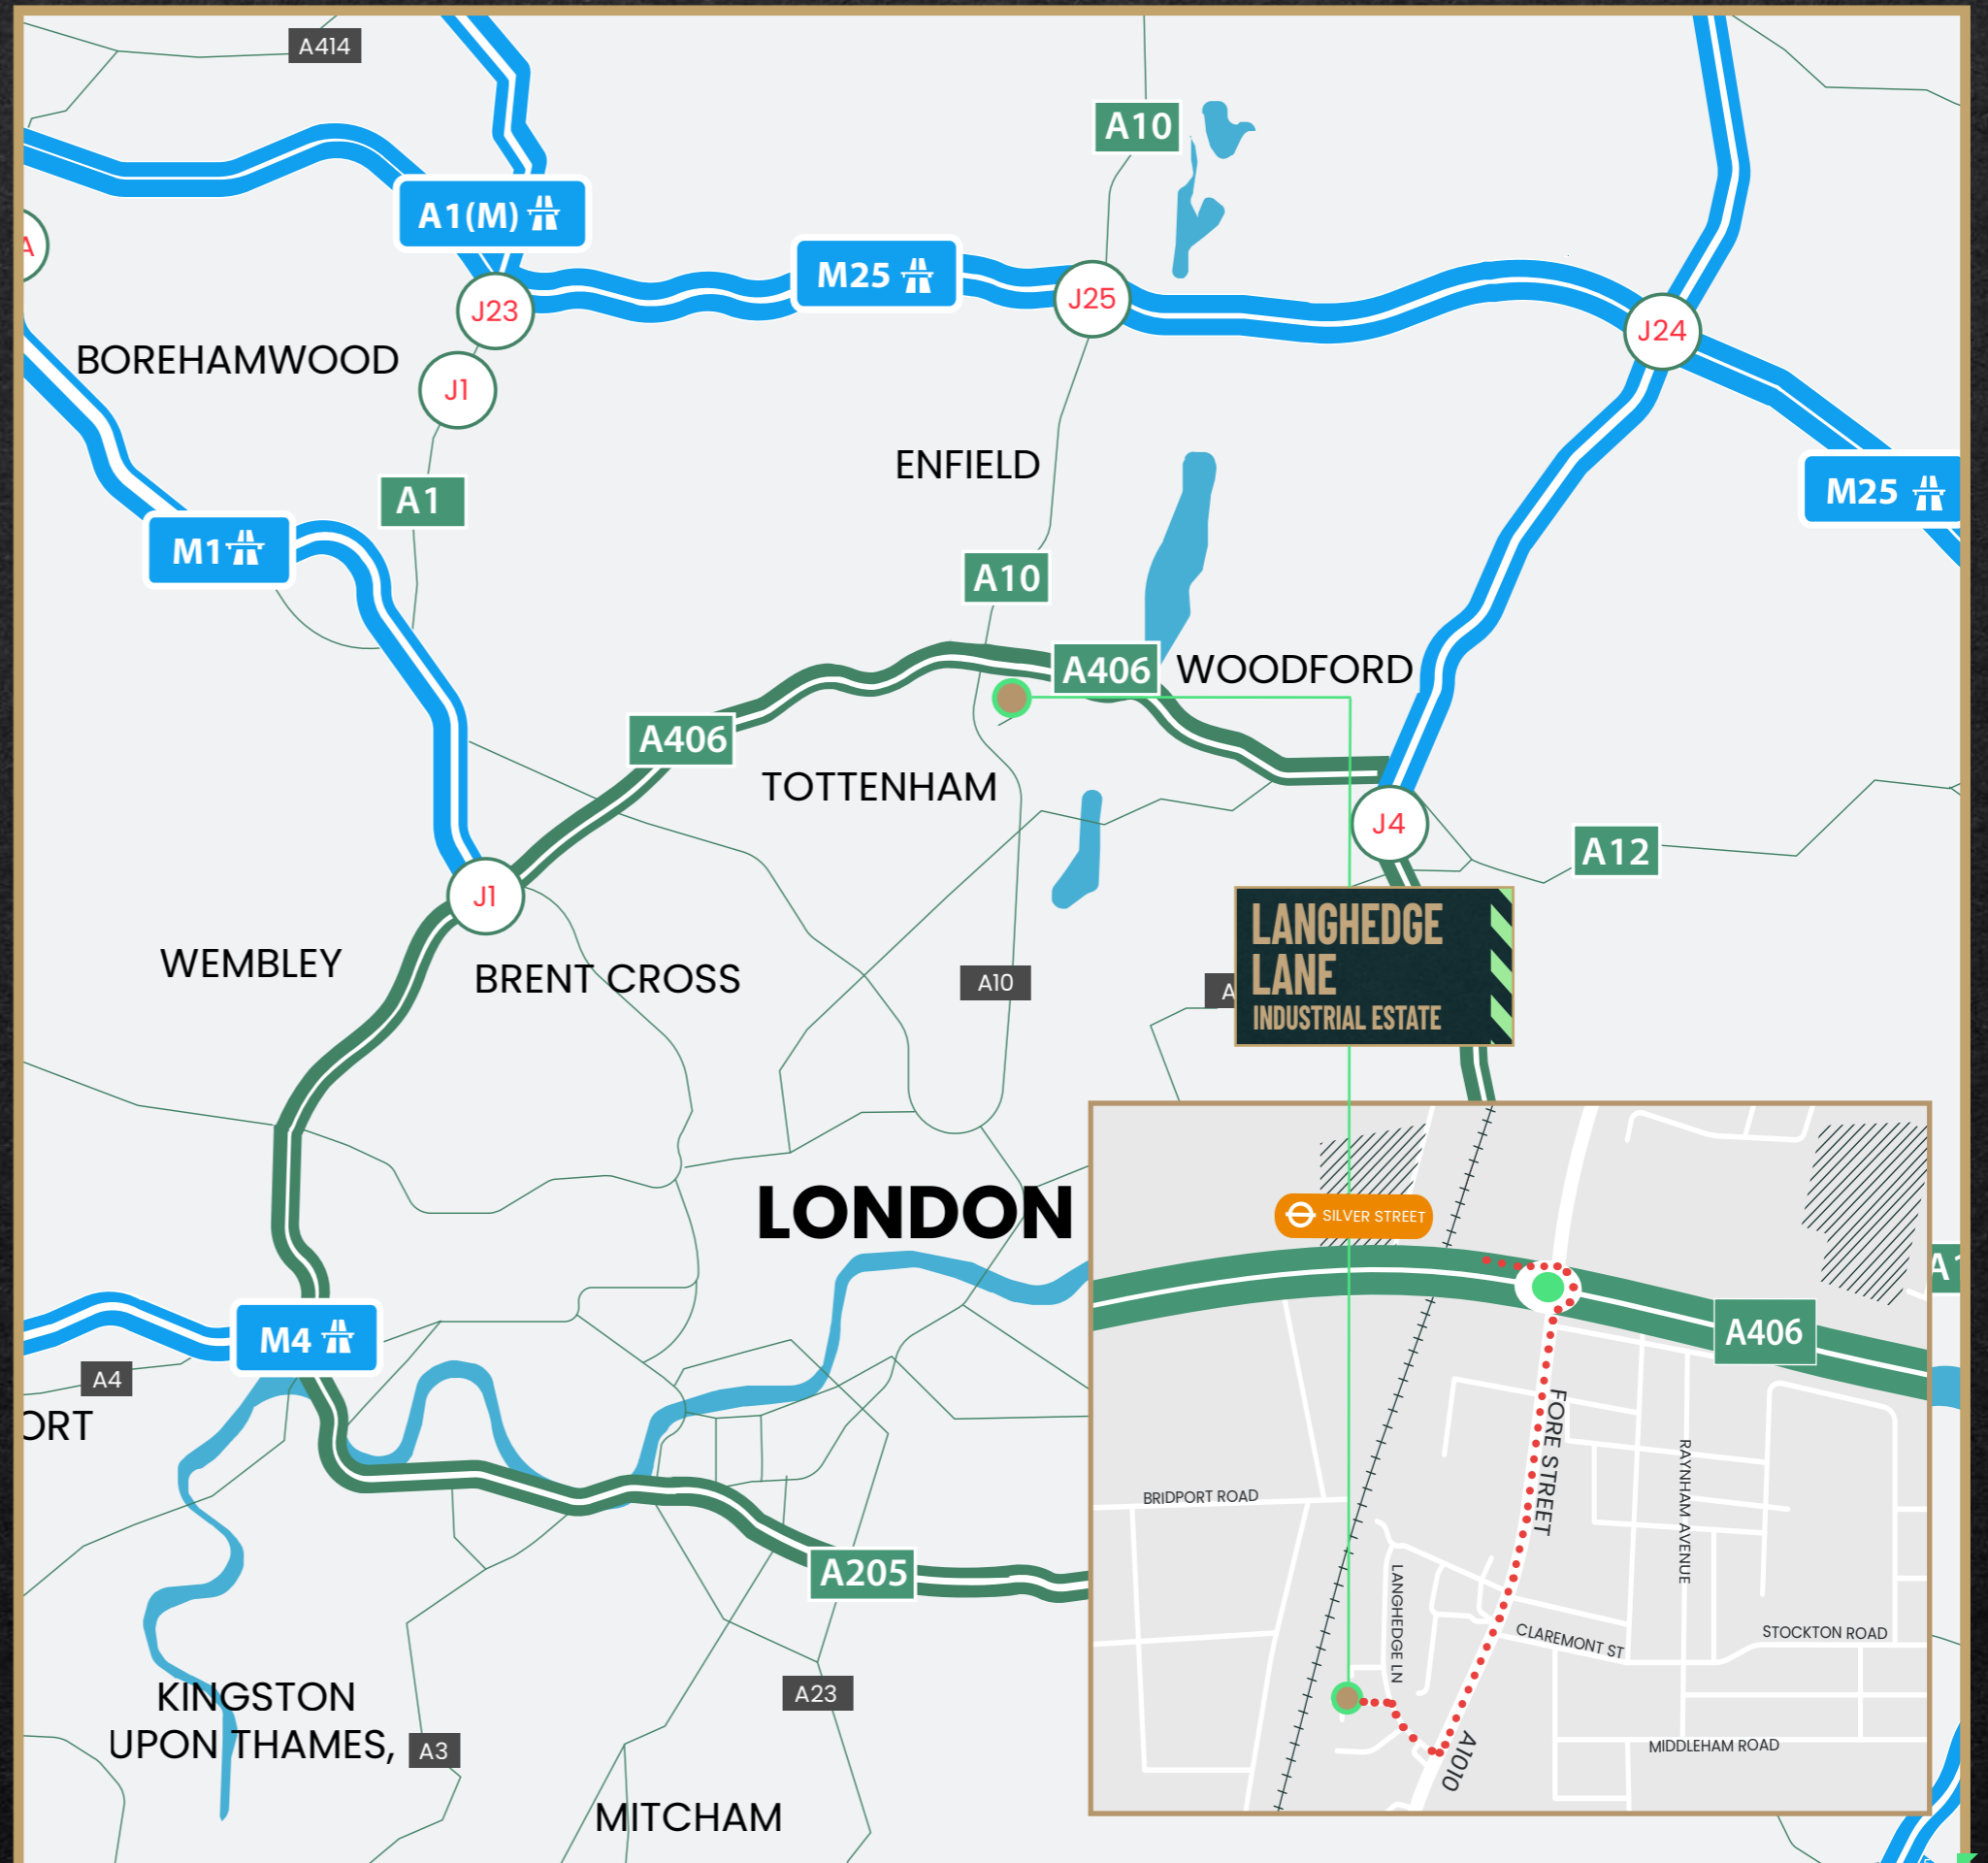 A414
A10
A1(M)
M25
J23
J25
J24
BOREHAMWOOD
J1
ENFIELD
A1
M25
M1
A10
A406
WOODFORD
A406
TOTTENHAM
J4
A12
J1
LANGHEDGE
LANE
INDUSTRIAL ESTATE
WEMBLEY
BRENT CROSS
A10
LONDON
SILVER STREET
M4
A406
A4
FORE STREET
RAYNHAM AVENUE
BRIDPORT ROAD
A205
LANGHEDGE LN
CLAREMONT ST
STOCKTON ROAD
KINGSTON
UPON THAMES,
A23
A3
A1010
MIDDLEHAM ROAD
MITCHAM